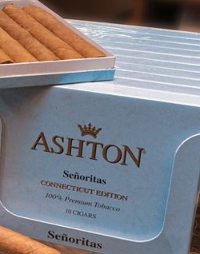 ASHTON
Señoritas
CONNECTICUT EDITION
100% Premium Tobacco
10 CIGARS
Señoritas